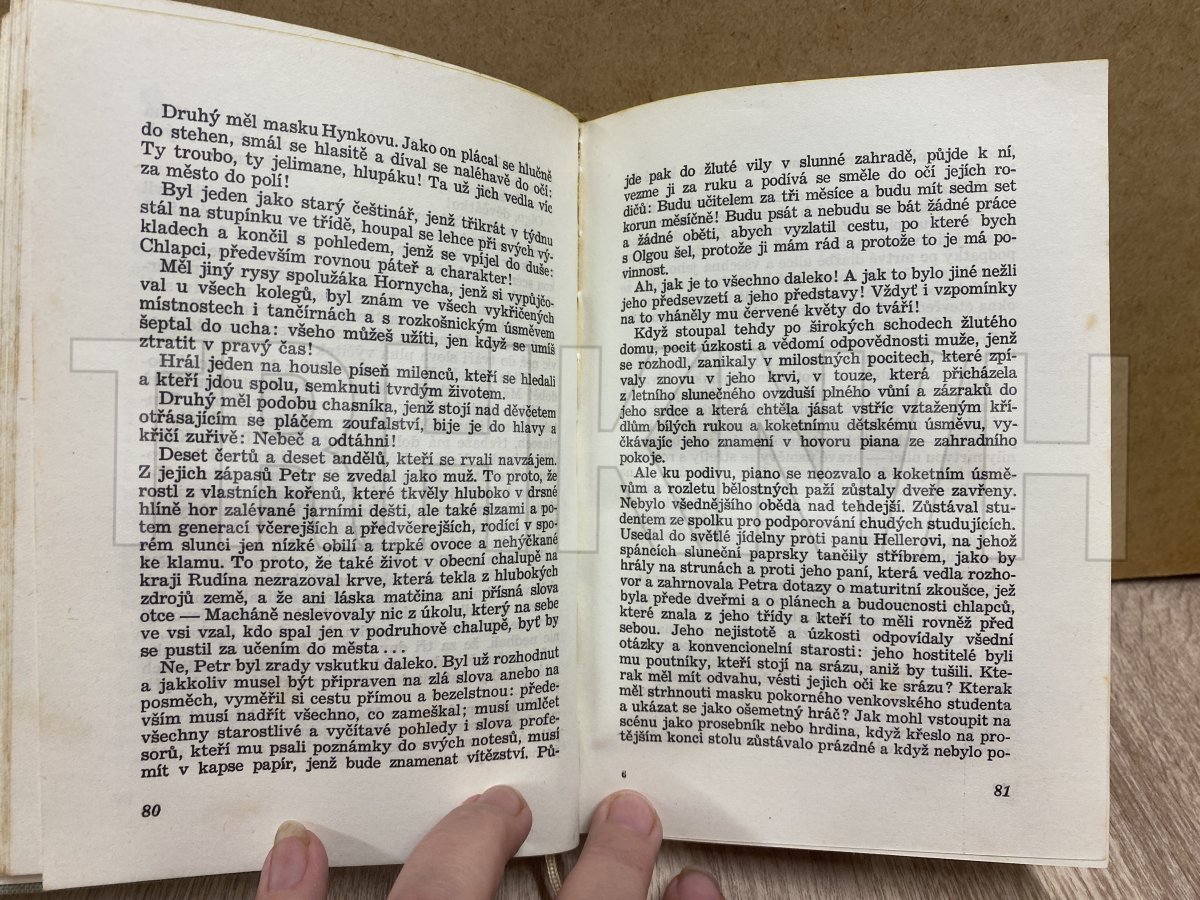 Druhý měl masku Hynkovu. Jako on plácal se hlučně
do stehen, smál se hlasitě a díval se naléhavě do očí:
Ty troubo, ty jelimane, hlupáku! Ta už jich vedla víc
za město do polí!
Byl jeden jako starý češtinář, jenž třikrát v týdnu
stál na stupínku ve třídě, houpal se lehce při svých vý-
kladech a končil s pohledem, jenž se vpíjel do duše:
Chlapci, především rovnou páteř a charakter!
Měl jiný rysy spolužáka Hornycha, jenž si vypůjčo-
val u všech kolegů, byl znám ve všech vykřičených
místnostech i tančírnách a s rozkošnickým úsměvem
šeptal do ucha: všeho můžeš užíti, jen když se umíš
ztratit v pravý čas!
Hrál jeden na housle píseň milenců, kteří se hledali
a kteří jdou spolu, semknuti tvrdým životem.
Druhý měl podobu chasníka, jenž stojí nad děvčetem
otřásajícím se pláčem zoufalství, bije je do hlavy a
křičí zuřivě: Nebeč a odtáhni!
Deset čertů a deset andělů, kteří se rvali navzájem.
Z jejich zápasů Petr se zvedal jako muž. To proto, že
rostl z vlastních kořenů, které tkvěly hluboko v drsné
hlíně hor zalévané jarními dešti, ale také slzami a po-
tem generací včerejších a předvčerejších, rodící v spo-
rém slunci jen nízké obilí a trpké ovoce a nehýčkané
ke klamu. To proto, že také život v obecní chalupě na
kraji Rudína nezrazoval krve, která tekla z hlubokých
zdrojů země, a že ani láska matčina ani přísná slova
otce — Macháně neslevovaly nic z úkolu, který na sebe
ve vsi vzal, kdo spal jen v podruhově chalupě, byť by
se pustil za učením do města ...
Ne, Petr byl zrady vskutku daleko. Byl už rozhodnut
a jakkoliv musel být připraven na zlá slova anebo na
posměch, vyměřil si cestu přímou a bezelstnou: přede-
vším musí nadřít všechno, co zameškal; musí umlčet
všechny starostlivé a vyčítavé pohledy i slova profe-
sorů, kteří mu psali poznámky do svých notesů, musí
mít v kapse papír, jenž bude znamenat vítězství. Pů-
80
jde pak do žluté vily v slunné zahradě, půjde k ní,
vezme ji za ruku a podívá se směle do očí jejích ro-
dičů: Budu učitelem za tři měsíce a budu mít sedm set
korun měsíčně! Budu psát a nebudu se bát žádné práce
a žádné oběti, abych vyzlatil cestu, po které bych
s Olgou šel, protože ji mám rád a protože to je má po-
vinnost.
Ah, jak je to všechno daleko! A jak to bylo jiné nežli
jeho předsevzetí a jeho představy! Vždyť i vzpomínky
na to vháněly mu červené květy do tváří!
Když stoupal tehdy po širokých schodech žlutého
domu, pocit úzkosti a vědomí odpovědnosti muže, jenž
se rozhodl, zanikaly v milostných pocitech, které zpí-
valy znovu v jeho krvi, v touze, která přicházela
z letního slunečného ovzduší plného vůní a zázraků do
jeho srdce a která chtěla jásat vstříc vztaženým kří-
dlům bílých rukou a koketnímu dětskému úsměvu, vy-
čkávajíc jeho znamení v hovoru piana ze zahradního
pokoje.
Ale ku podivu, piano se neozvalo a koketním úsmě-
vům a rozletu bělostných paží zůstaly dveře zavřeny.
Nebylo všednějšího oběda nad tehdejší. Zůstával stu-
dentem ze spolku pro podporování chudých studujících.
Usedal do světlé jídelny proti panu Hellerovi, na jehož
spáncích sluneční paprsky tančily stříbrem, jako by
hrály na strunách a proti jeho paní, která vedla rozho-
vor a zahrnovala Petra dotazy o maturitní zkoušce, jež
byla přede dveřmi a o plánech a budoucnosti chlapců,
které znala z jeho třídy a kteří to měli rovněž před
sebou. Jeho nejistotě a úzkosti odpovídaly všední
otázky a konvencionelní starosti: jeho hostitelé byli
mu poutníky, kteří stojí na srázu, aniž by tušili. Kte-
rak měl mít odvahu, vésti jejich oči ke srázu? Kterak
měl strhnouti masku pokorného venkovského studenta
a ukázat se jako ošemetný hráč? Jak mohl vstoupit na
scénu jako prosebník nebo hrdina, když křeslo na pro-
tějším konci stolu zůstávalo prázdné a když nebylo po-
6
81